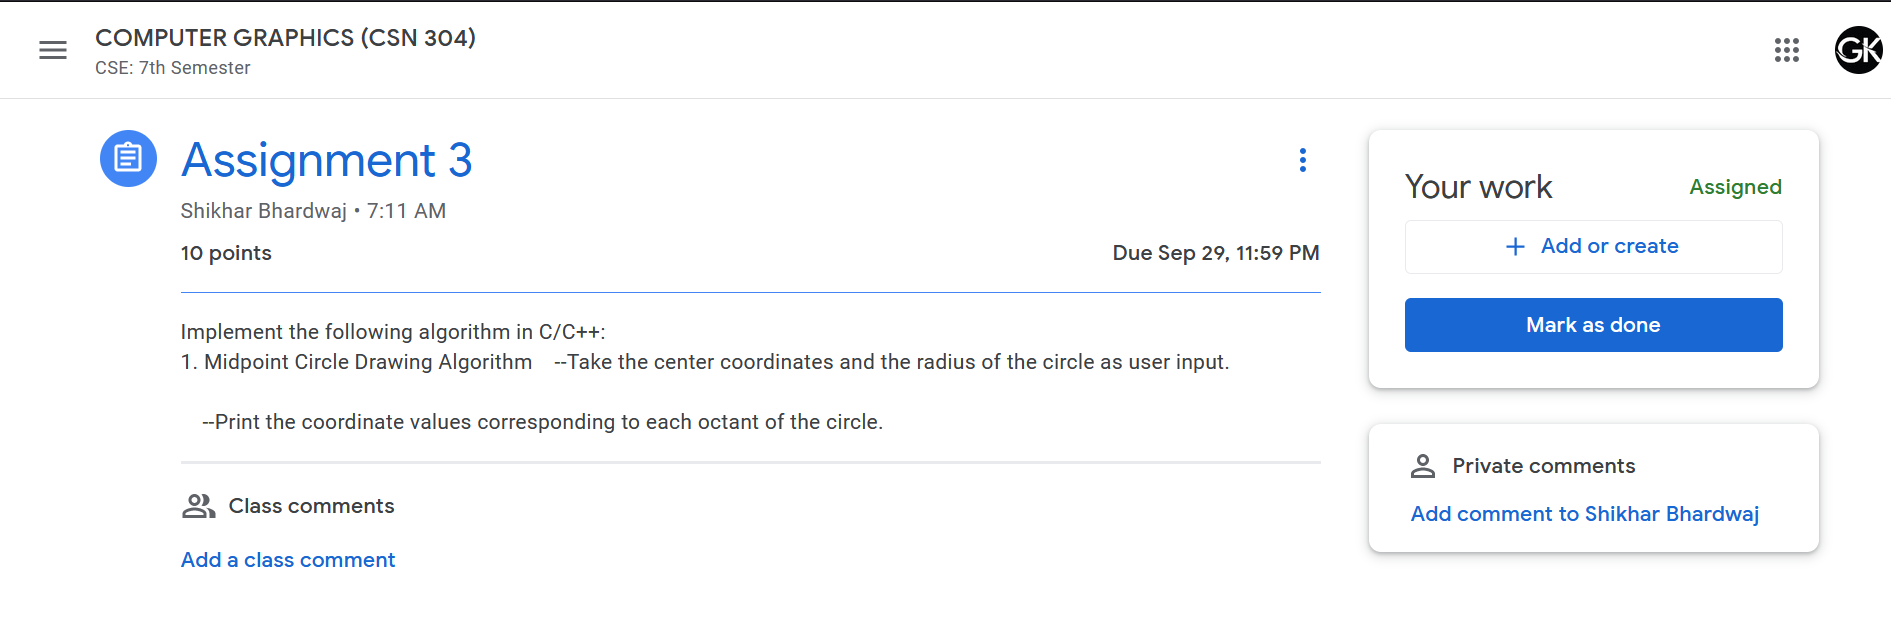 COMPUTER GRAPHICS (CSN 304)
CSE: 7th Semester
GK
Assignment 3
Shikhar Bhardwaj • 7:11 AM
10 points
Due Sep 29, 11:59 PM
Implement the following algorithm in C/C++:
1. Midpoint Circle Drawing Algorithm    --Take the center coordinates and the radius of the circle as user input.
--Print the coordinate values corresponding to each octant of the circle.
Class comments
Add a class comment
Your work
Assigned
+ Add or create
Mark as done
Private comments
Add comment to Shikhar Bhardwaj